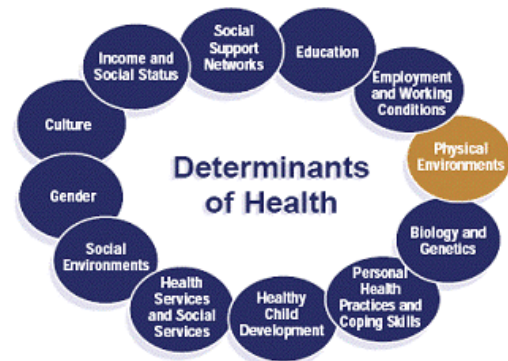 Determinants
of Health
Income and
Social Status
Social
Support
Networks
Education
Employment
and Working
Conditions
Physical
Environments
Biology and
Genetics
Personal
Health
Practices and
Coping Skills
Healthy
Child
Development
Health
Services
and Social
Services
Social
Environments
Gender
Culture